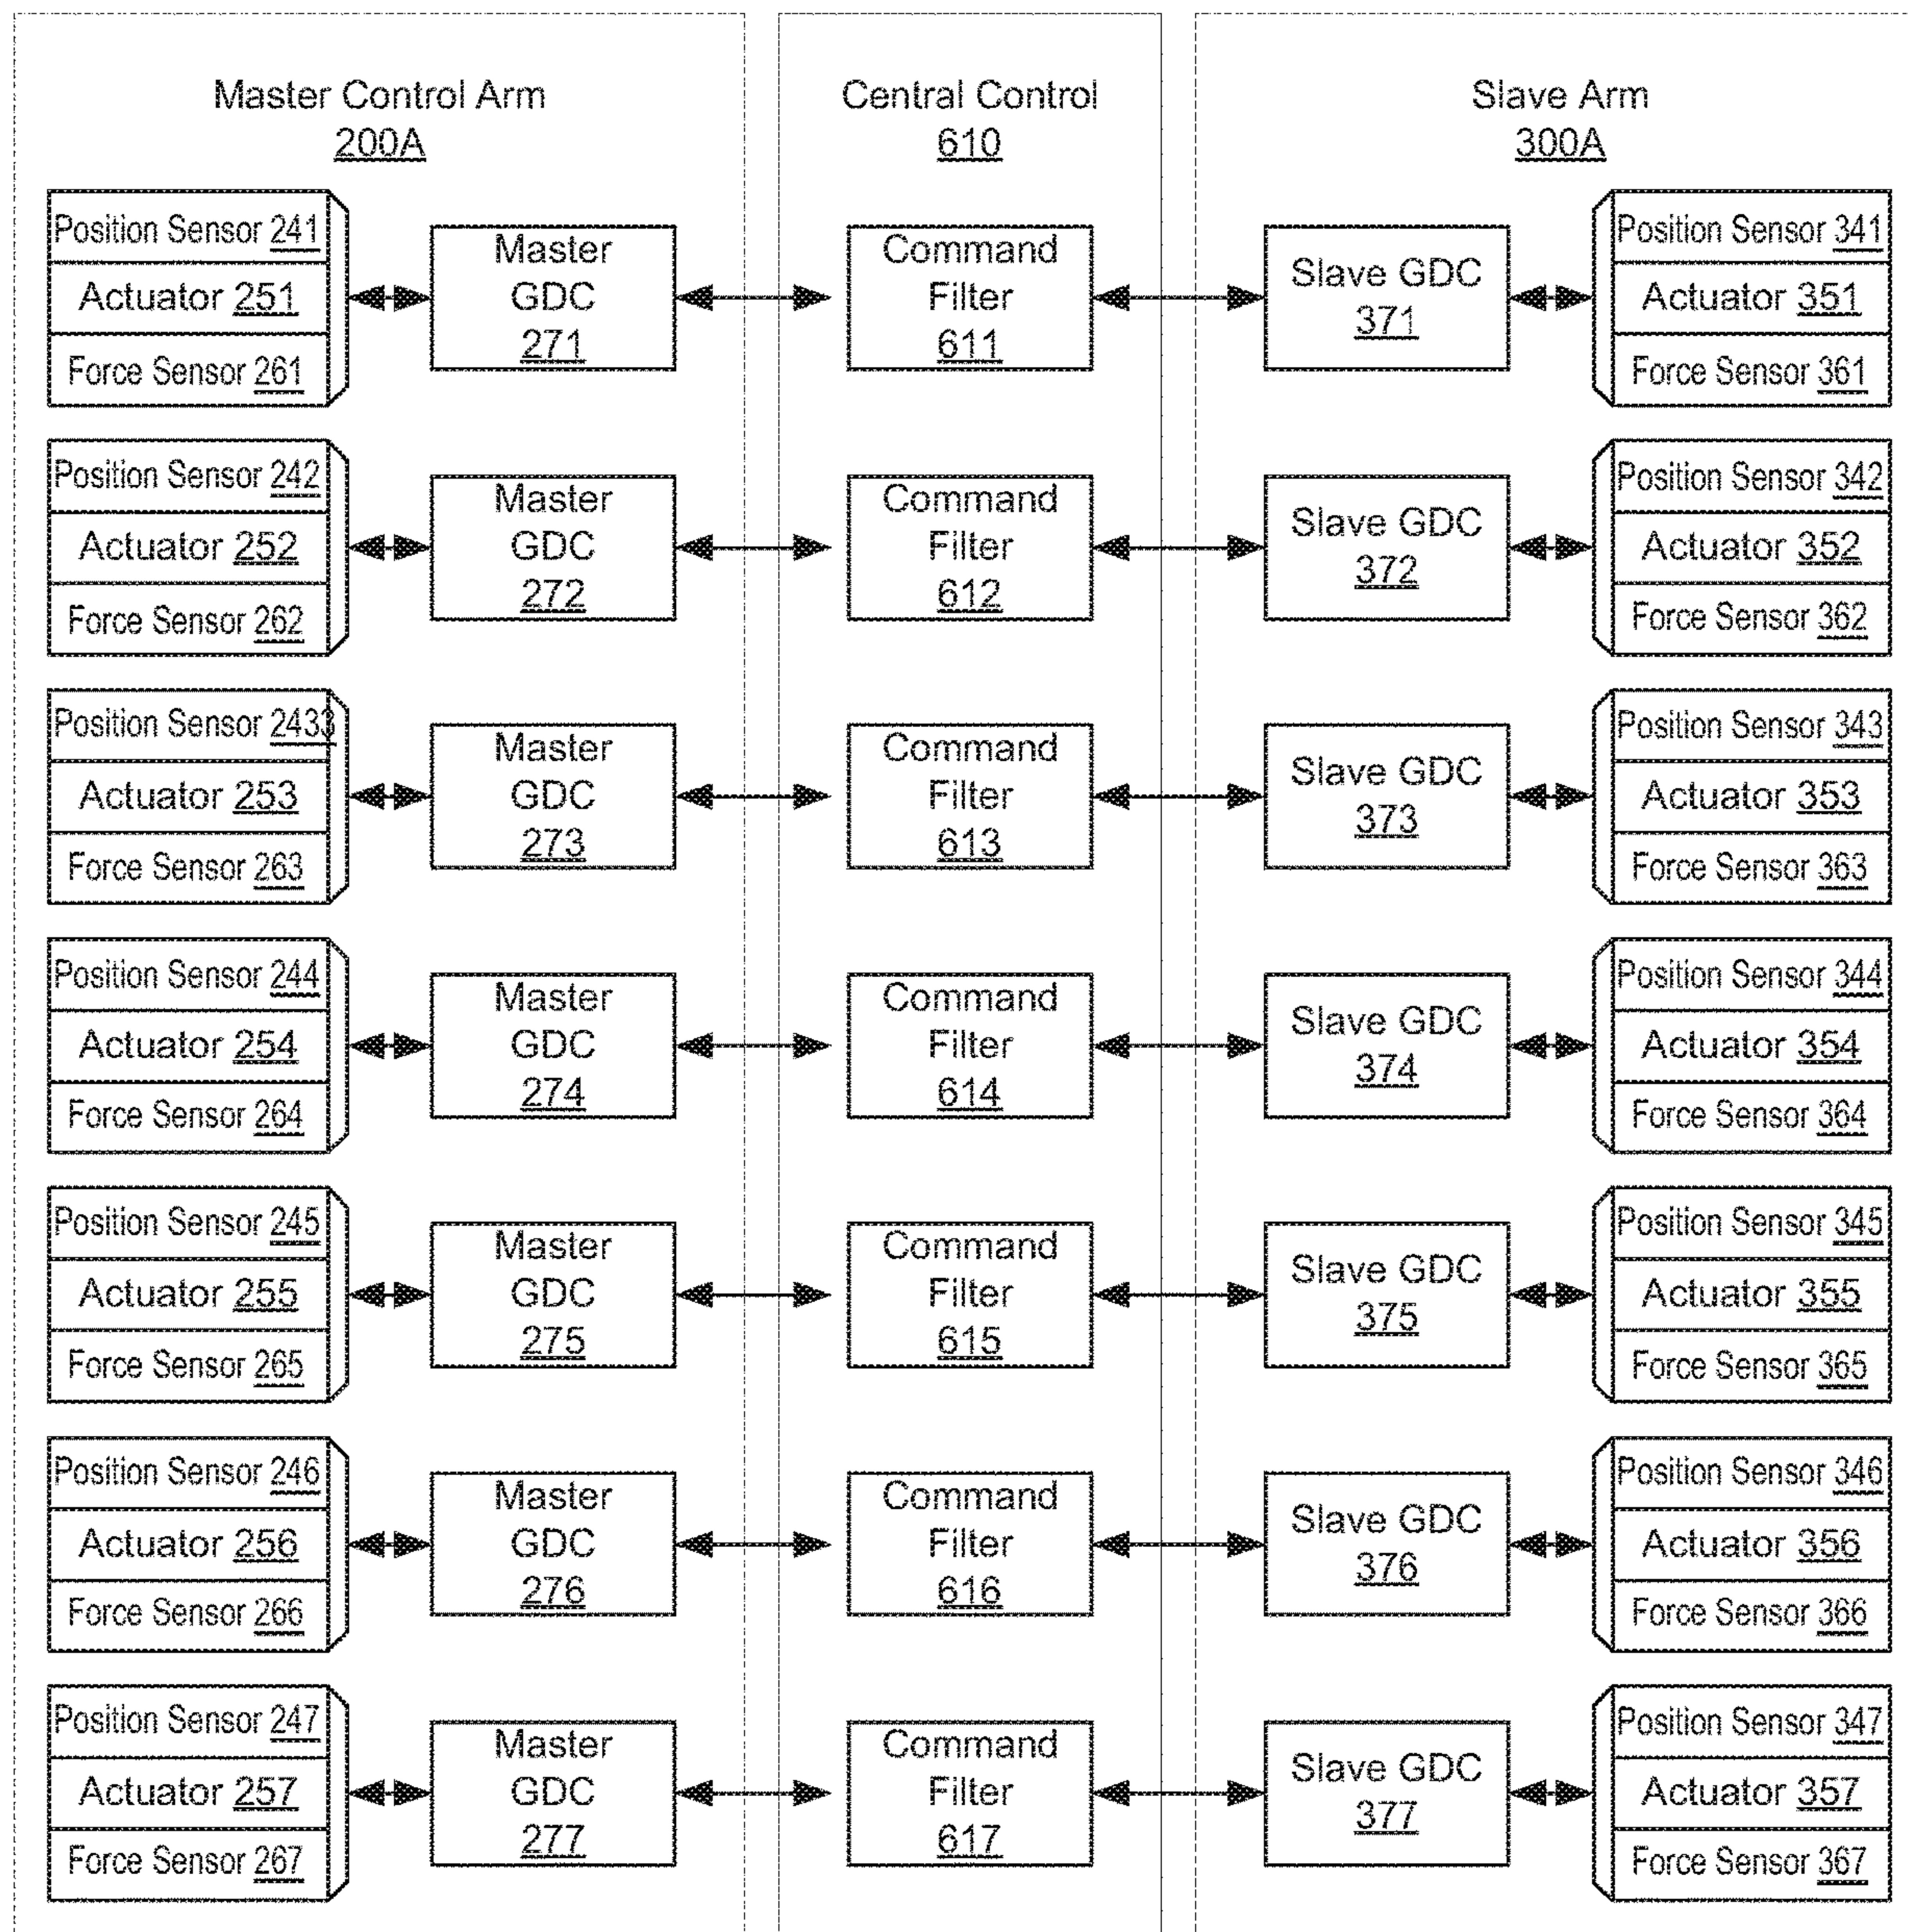 Master Control Arm
200A
Central Control
610
Slave Arm
300A
Position Sensor 241
Actuator 251
Force Sensor 261
Master
GDC
271
Command
Filter
611
Slave GDC
371
Position Sensor 341
Actuator 351
Force Sensor 361
Position Sensor 242
Actuator 252
Force Sensor 262
Master
GDC
272
Command
Filter
612
Slave GDC
372
Position Sensor 342
Actuator 352
Force Sensor 362
Position Sensor 2433
Actuator 253
Force Sensor 263
Master
GDC
273
Command
Filter
613
Slave GDC
373
Position Sensor 343
Actuator 353
Force Sensor 363
Position Sensor 244
Actuator 254
Force Sensor 264
Master
GDC
274
Command
Filter
614
Slave GDC
374
Position Sensor 344
Actuator 354
Force Sensor 364
Position Sensor 245
Actuator 255
Force Sensor 265
Master
GDC
275
Command
Filter
615
Slave GDC
375
Position Sensor 345
Actuator 355
Force Sensor 365
Position Sensor 246
Actuator 256
Force Sensor 266
Master
GDC
276
Command
Filter
616
Slave GDC
376
Position Sensor 346
Actuator 356
Force Sensor 366
Position Sensor 247
Actuator 257
Force Sensor 267
Master
GDC
277
Command
Filter
617
Slave GDC
377
Position Sensor 347
Actuator 357
Force Sensor 367